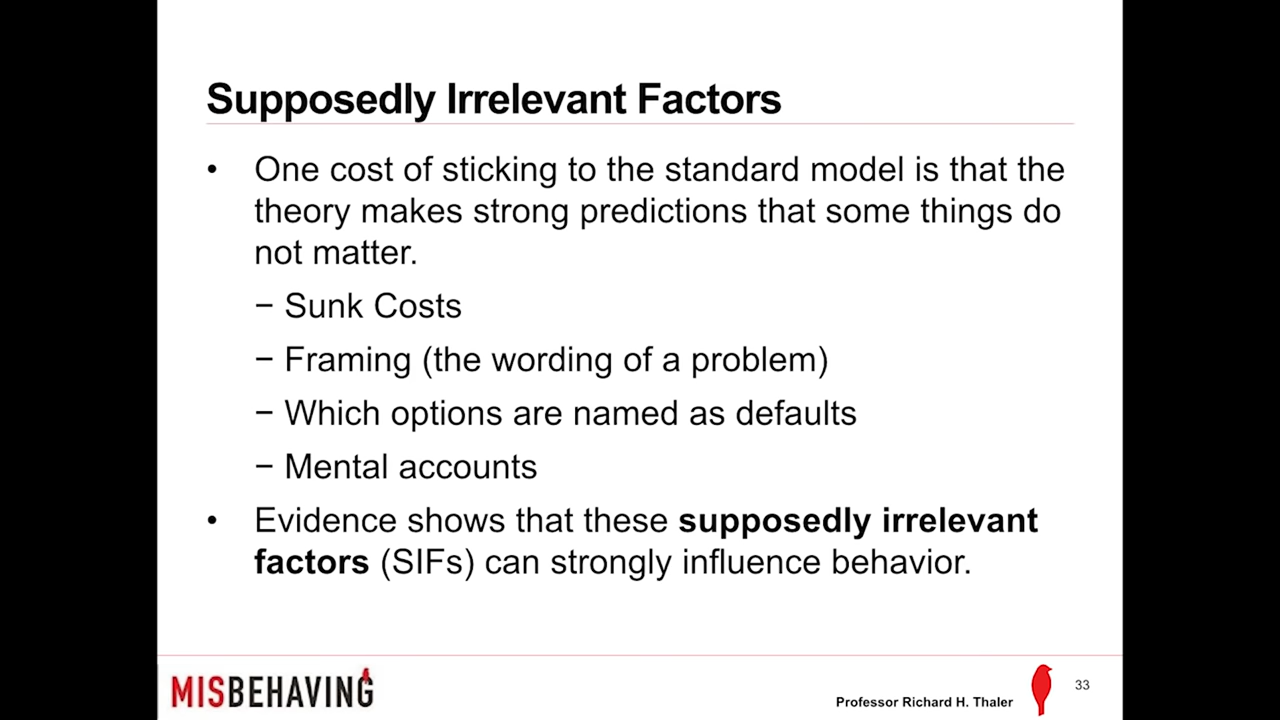 Supposedly Irrelevant Factors
• One cost of sticking to the standard model is that the
theory makes strong predictions that some things do
not matter.
− Sunk Costs
− Framing (the wording of a problem)
− Which options are named as defaults
− Mental accounts
• Evidence shows that these supposedly irrelevant
factors (SIFs) can strongly influence behavior.
MISBEHAVING
Professor Richard H. Thaler
33